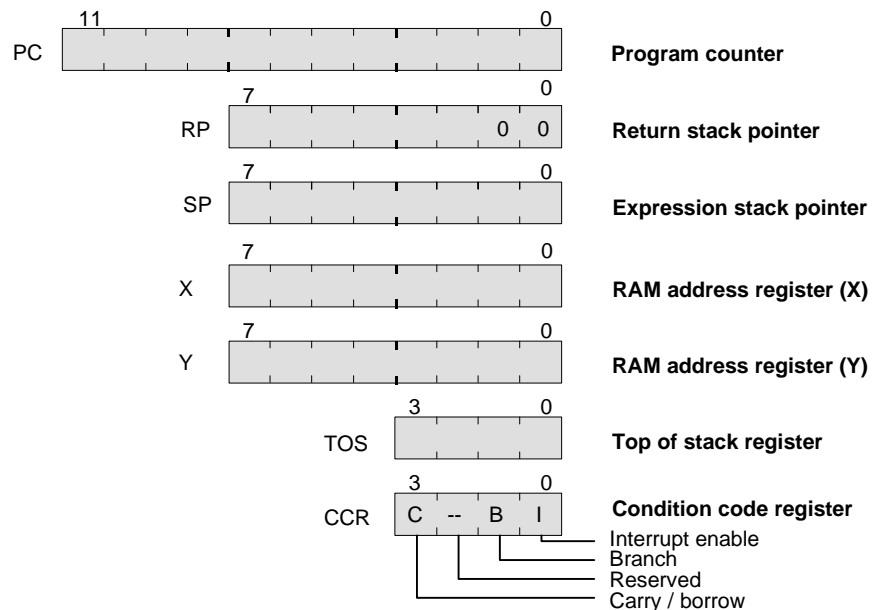 11 0
PC Program counter
7 0
RP 0 0 Return stack pointer
7 0
SP Expression stack pointer
7 0
X RAM address register (X)
7 0
Y RAM address register (Y)
3 0
TOS Top of stack register
3 0
CCR C -- B I Condition code register
Interrupt enable
Branch
Reserved
Carry / borrow